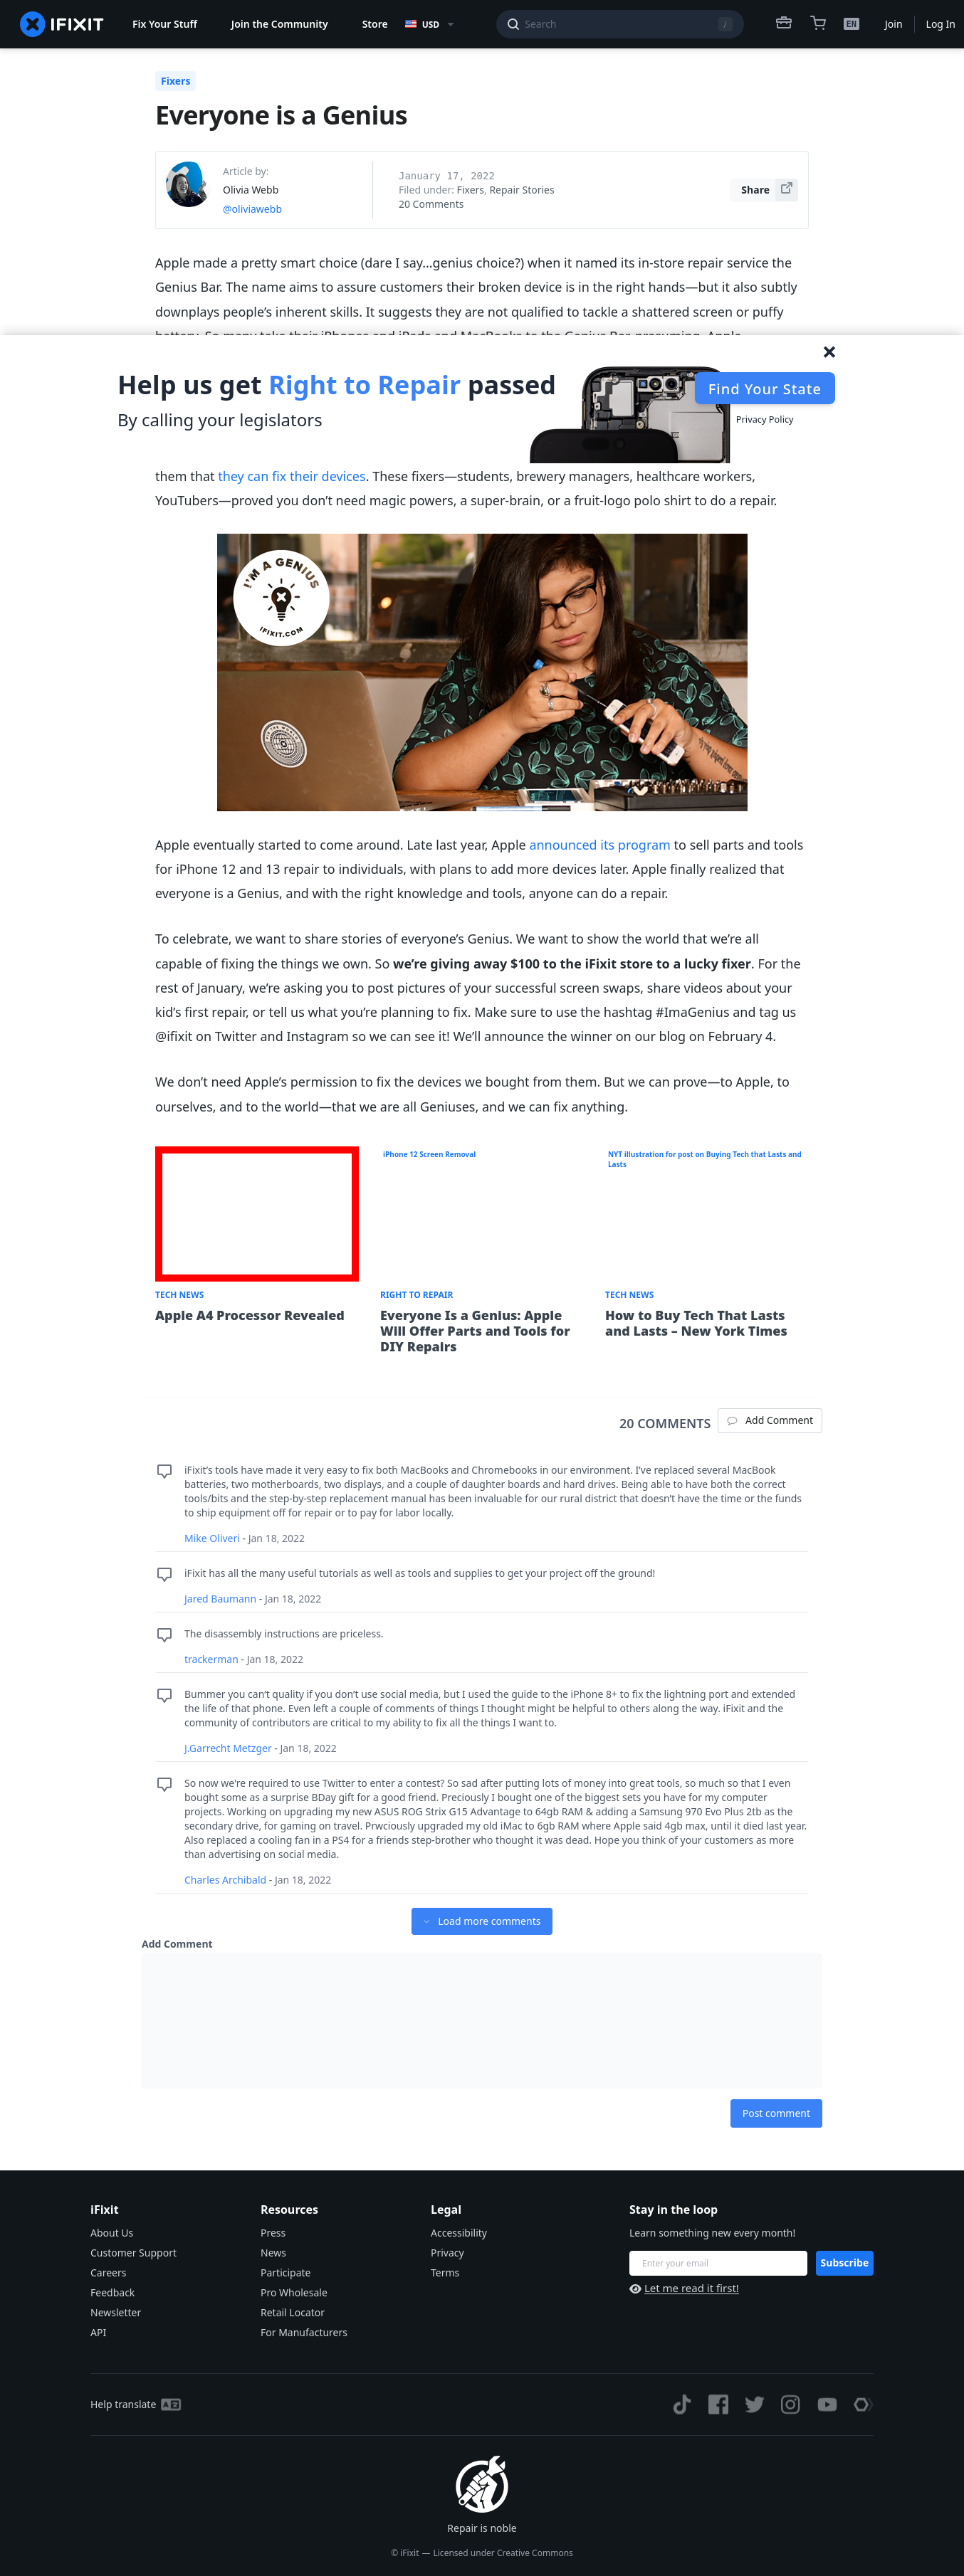 IFIXIT
Fix Your Stuff
Join the Community
Store
USD
Search
/
EN
Join
Log In
Fixers
Everyone is a Genius
Article by:
Olivia Webb
@oliviawebb
January 17, 2022
Filed under: Fixers, Repair Stories
20 Comments
Share
Apple made a pretty smart choice (dare I say…genius choice?) when it named its in-store repair service the
Genius Bar. The name aims to assure customers their broken device is in the right hands—but it also subtly
downplays people’s inherent skills. It suggests they are not qualified to tackle a shattered screen or puffy
battery. So many take their iPhones and iPads and MacBooks to the Genius Bar, presuming, Apple
Help us get Right to Repair passed
By calling your legislators
Find Your State
Privacy Policy
them that they can fix their devices. These fixers—students, brewery managers, healthcare workers,
YouTubers—proved you don’t need magic powers, a super-brain, or a fruit-logo polo shirt to do a repair.
I'M A GENIUS
IFIXIT.COM
Apple eventually started to come around. Late last year, Apple announced its program to sell parts and tools
for iPhone 12 and 13 repair to individuals, with plans to add more devices later. Apple finally realized that
everyone is a Genius, and with the right knowledge and tools, anyone can do a repair.
To celebrate, we want to share stories of everyone’s Genius. We want to show the world that we’re all
capable of fixing the things we own. So we’re giving away $100 to the iFixit store to a lucky fixer. For the
rest of January, we’re asking you to post pictures of your successful screen swaps, share videos about your
kid’s first repair, or tell us what you’re planning to fix. Make sure to use the hashtag #ImaGenius and tag us
@ifixit on Twitter and Instagram so we can see it! We’ll announce the winner on our blog on February 4.
We don’t need Apple’s permission to fix the devices we bought from them. But we can prove—to Apple, to
ourselves, and to the world—that we are all Geniuses, and we can fix anything.
iPhone 12 Screen Removal
NYT illustration for post on Buying Tech that Lasts and
Lasts
TECH NEWS
Apple A4 Processor Revealed
RIGHT TO REPAIR
Everyone Is a Genius: Apple
Will Offer Parts and Tools for
DIY Repairs
TECH NEWS
How to Buy Tech That Lasts
and Lasts – New York Times
20 COMMENTS
Add Comment
iFixit’s tools have made it very easy to fix both MacBooks and Chromebooks in our environment. I’ve replaced several MacBook
batteries, two motherboards, two displays, and a couple of daughter boards and hard drives. Being able to have both the correct
tools/bits and the step-by-step replacement manual has been invaluable for our rural district that doesn’t have the time or the funds
to ship equipment off for repair or to pay for labor locally.
Mike Oliveri - Jan 18, 2022
iFixit has all the many useful tutorials as well as tools and supplies to get your project off the ground!
Jared Baumann - Jan 18, 2022
The disassembly instructions are priceless.
trackerman - Jan 18, 2022
Bummer you can’t quality if you don’t use social media, but I used the guide to the iPhone 8+ to fix the lightning port and extended
the life of that phone. Even left a couple of comments of things I thought might be helpful to others along the way. iFixit and the
community of contributors are critical to my ability to fix all the things I want to.
J.Garrecht Metzger - Jan 18, 2022
So now we're required to use Twitter to enter a contest? So sad after putting lots of money into great tools, so much so that I even
bought some as a surprise BDay gift for a good friend. Preciously I bought one of the biggest sets you have for my computer
projects. Working on upgrading my new ASUS ROG Strix G15 Advantage to 64gb RAM & adding a Samsung 970 Evo Plus 2tb as the
secondary drive, for gaming on travel. Prwciously upgraded my old iMac to 6gb RAM where Apple said 4gb max, until it died last year.
Also replaced a cooling fan in a PS4 for a friends step-brother who thought it was dead. Hope you think of your customers as more
than advertising on social media.
Charles Archibald - Jan 18, 2022
Load more comments
Add Comment
Post comment
iFixit
About Us
Customer Support
Careers
Feedback
Newsletter
API
Resources
Press
News
Participate
Pro Wholesale
Retail Locator
For Manufacturers
Legal
Accessibility
Privacy
Terms
Stay in the loop
Learn something new every month!
Enter your email
Subscribe
Let me read it first!
Help translate
Repair is noble
© iFixit — Licensed under Creative Commons